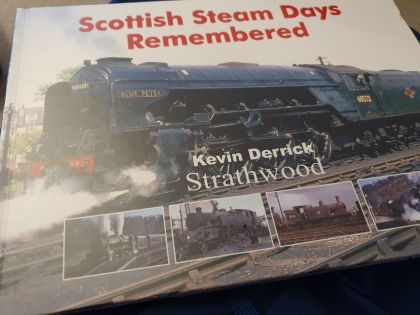 Scottish Steam Days
Remembered
BLUE PETER
60532
Kevin Derrick
Strathwood